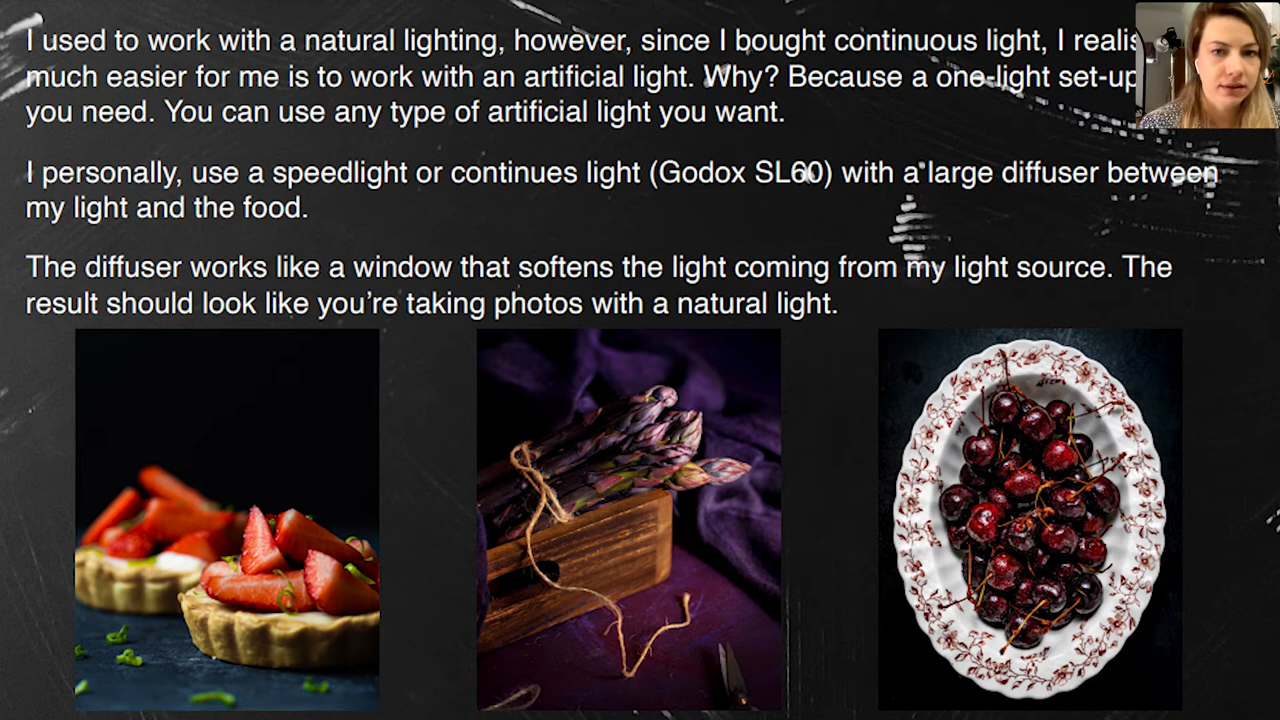 I used to work with a natural lighting, however, since I bought continuous light, I realis
much easier for me is to work with an artificial light. Why? Because a one-light set-up
you need. You can use any type of artificial light you want.
I personally, use a speedlight or continues light (Godox SL60) with a large diffuser between
my light and the food.
The diffuser works like a window that softens the light coming from my light source. The
result should look like you’re taking photos with a natural light.